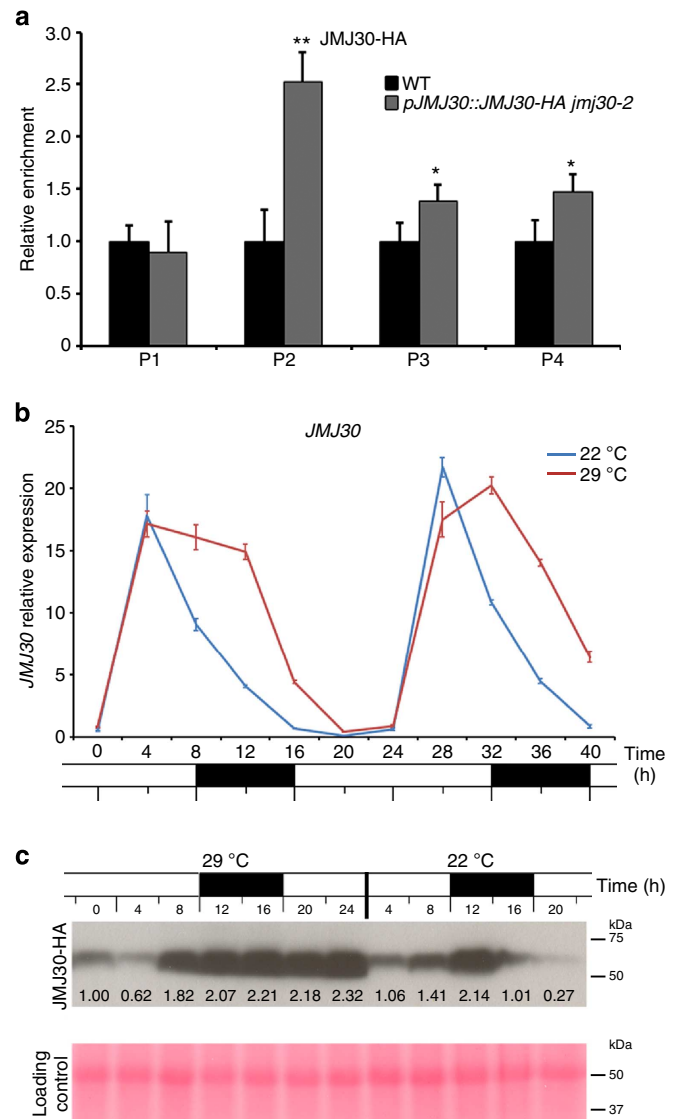 a
3.0
2.5
2.0
1.5
1.0
0.5
0
Relative enrichment
** JMJ30-HA
WT
pJMJ30::JMJ30-HA jmj30-2
*
*
P1 P2 P3 P4
b
JMJ30
22 °C
29 °C
25
20
15
10
5
0
JMJ30 relative expression
0 4 8 12 16 20 24 28 32 36 40 Time (h)
c
29 °C 22 °C
Time (h)
0 4 8 12 16 20 24 4 8 12 16 20
JMJ30-HA
kDa
75
50
1.00 0.62 1.82 2.07 2.21 2.18 2.32 1.06 1.41 2.14 1.01 0.27
Loading control
kDa
50
37